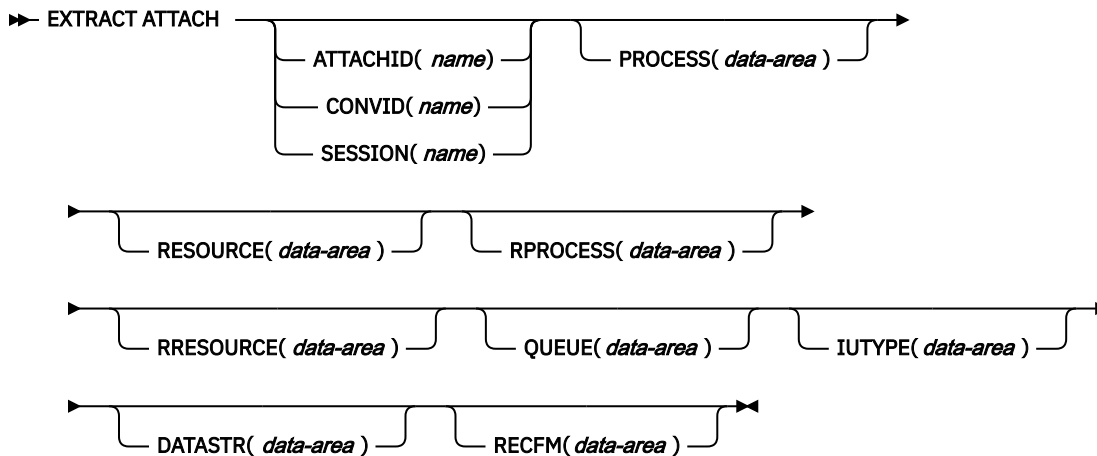 EXTRACT ATTACH
ATTACHID( name)
CONVID( name)
SESSION( name)
PROCESS( data-area )
RESOURCE( data-area )
RPROCESS( data-area )
RRESOURCE( data-area )
QUEUE( data-area )
IUTYPE( data-area )
DATASTR( data-area )
RECFM( data-area )